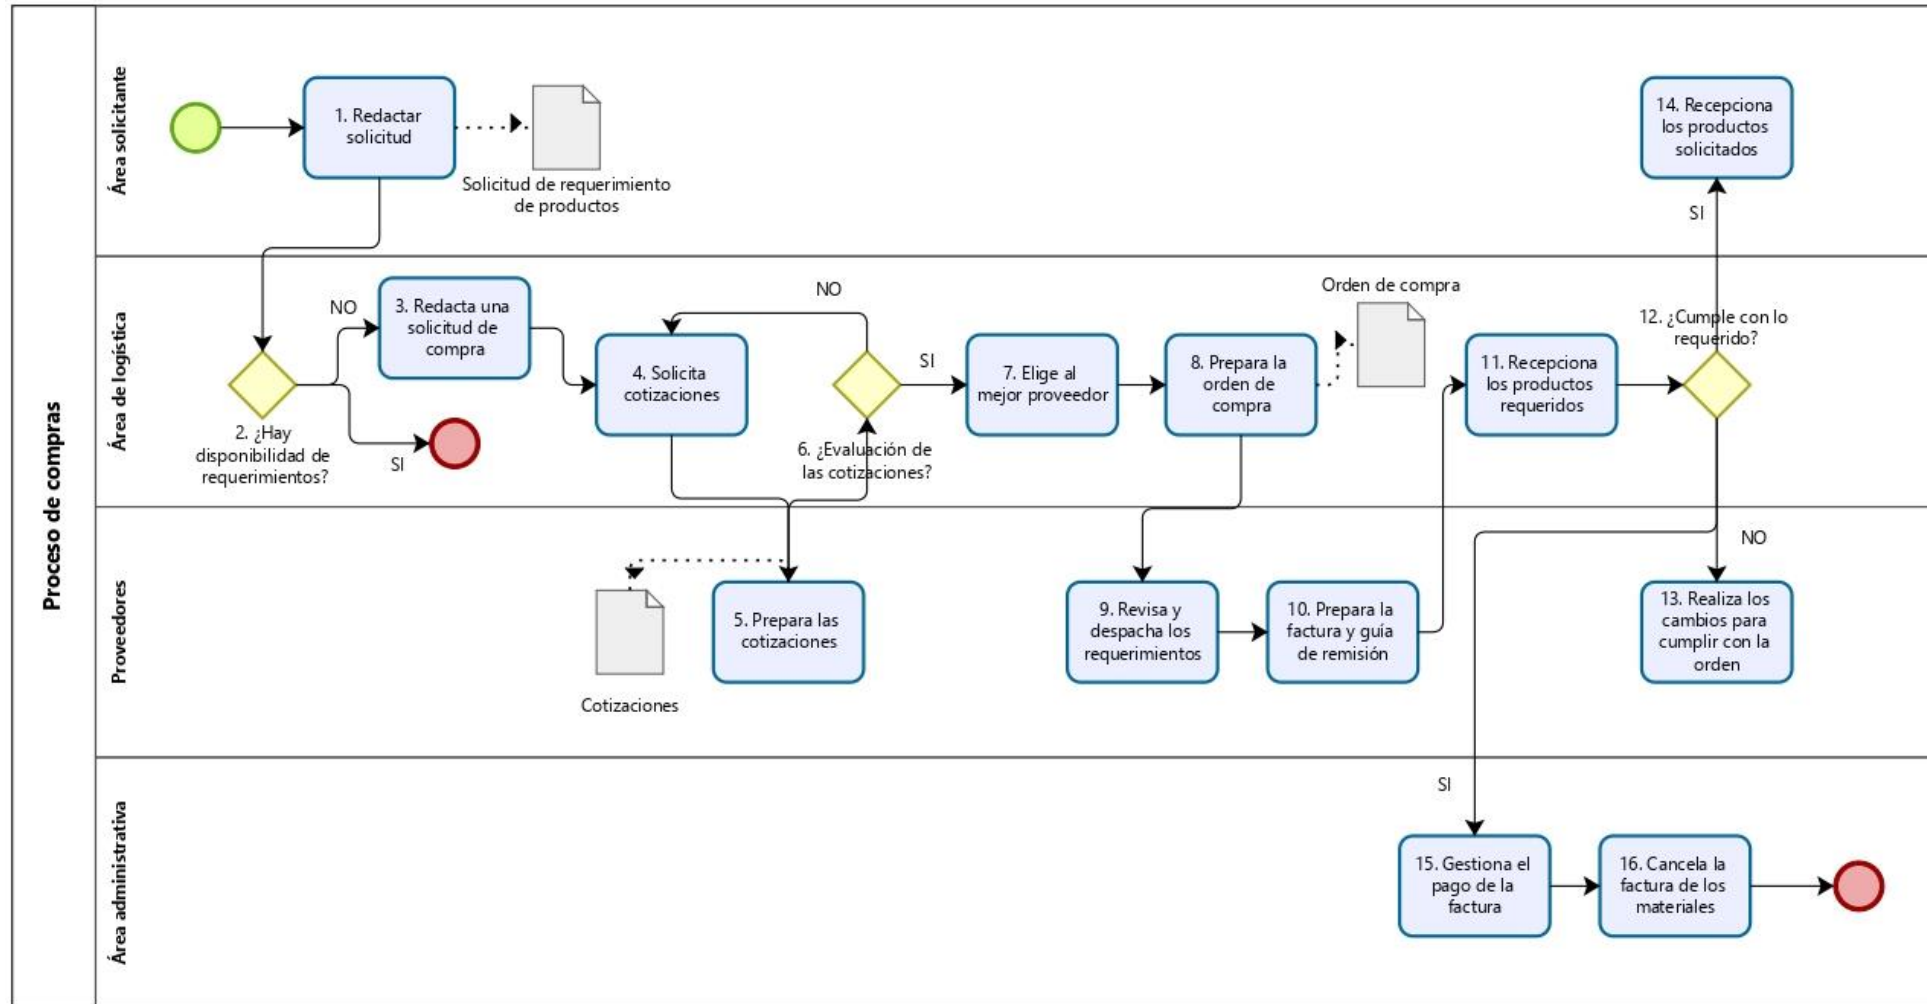 Proceso de compras
Área solicitante
1. Redactar
solicitud
Solicitud de requerimiento
de productos
14. Recepciona
los productos
solicitados
SI
Área de logística
2. ¿Hay
disponibilidad de
requerimientos?
NO
SI
3. Redacta una
solicitud de
compra
4. Solicita
cotizaciones
NO
6. ¿Evaluación de
las cotizaciones?
SI
7. Elige al
mejor proveedor
8. Prepara la
orden de
compra
Orden de compra
11. Recepciona
los productos
requeridos
12. ¿Cumple con lo
requerido?
Proveedores
Cotizaciones
5. Prepara las
cotizaciones
9. Revisa y
despacha los
requerimientos
10. Prepara la
factura y guía
de remisión
NO
13. Realiza los
cambios para
cumplir con la
orden
Área administrativa
SI
15. Gestiona el
pago de la
factura
16. Cancela la
factura de los
materiales